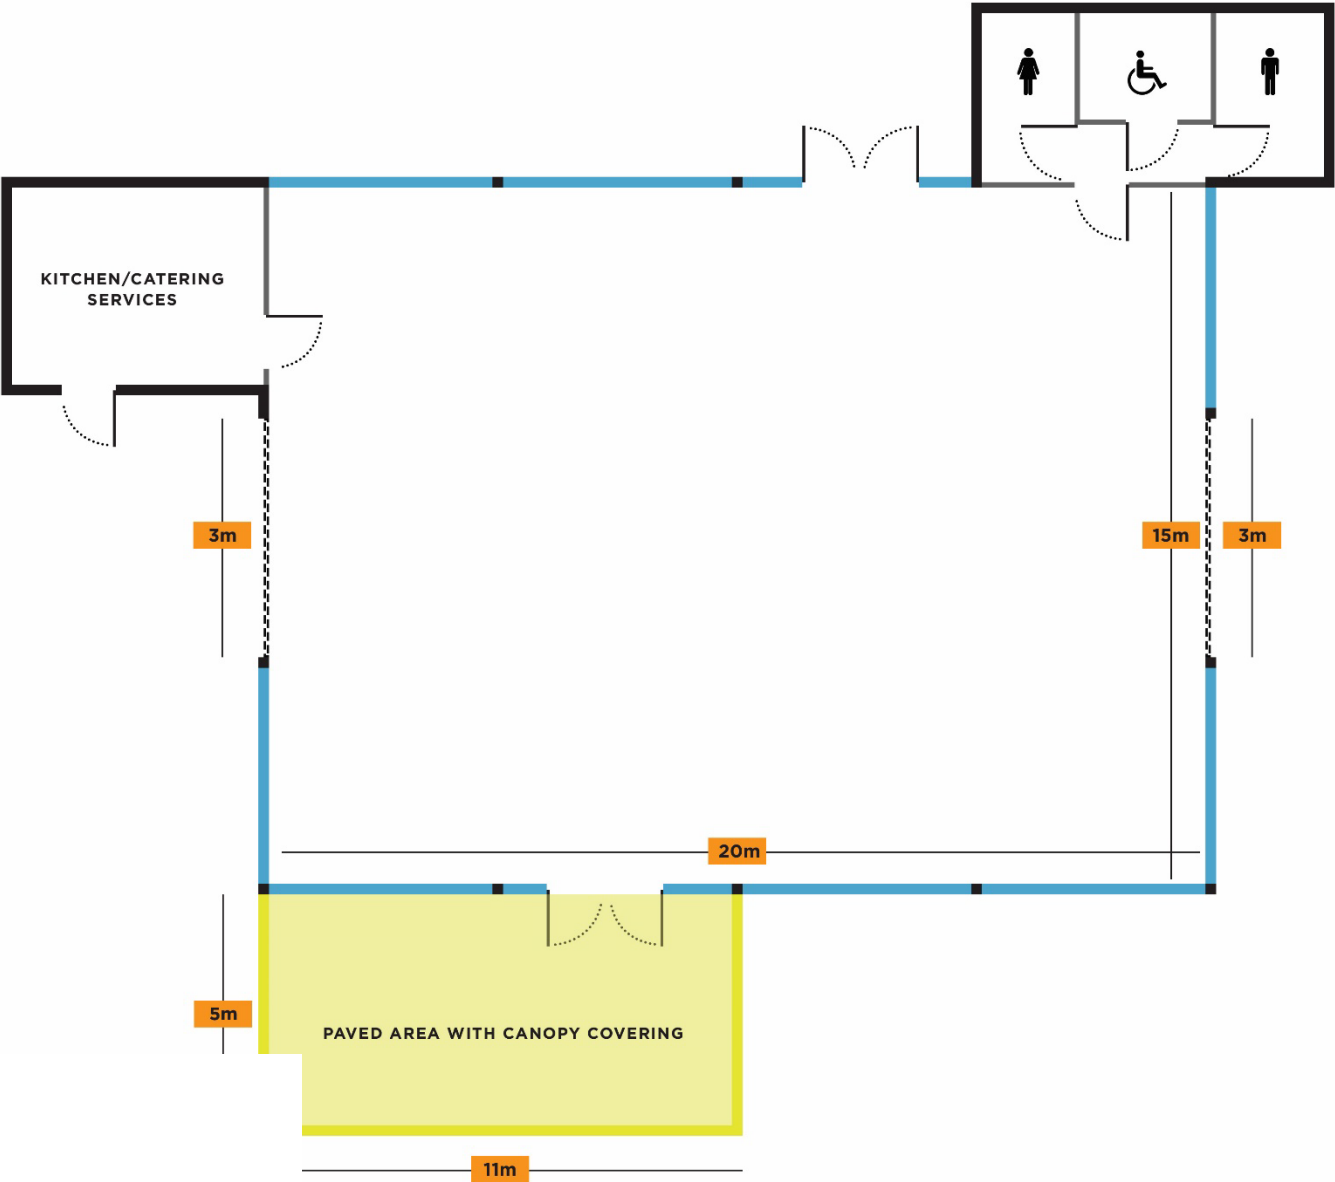 KITCHEN/CATERING
SERVICES
3m
15m
3m
20m
5m
PAVED AREA WITH CANOPY COVERING
11m